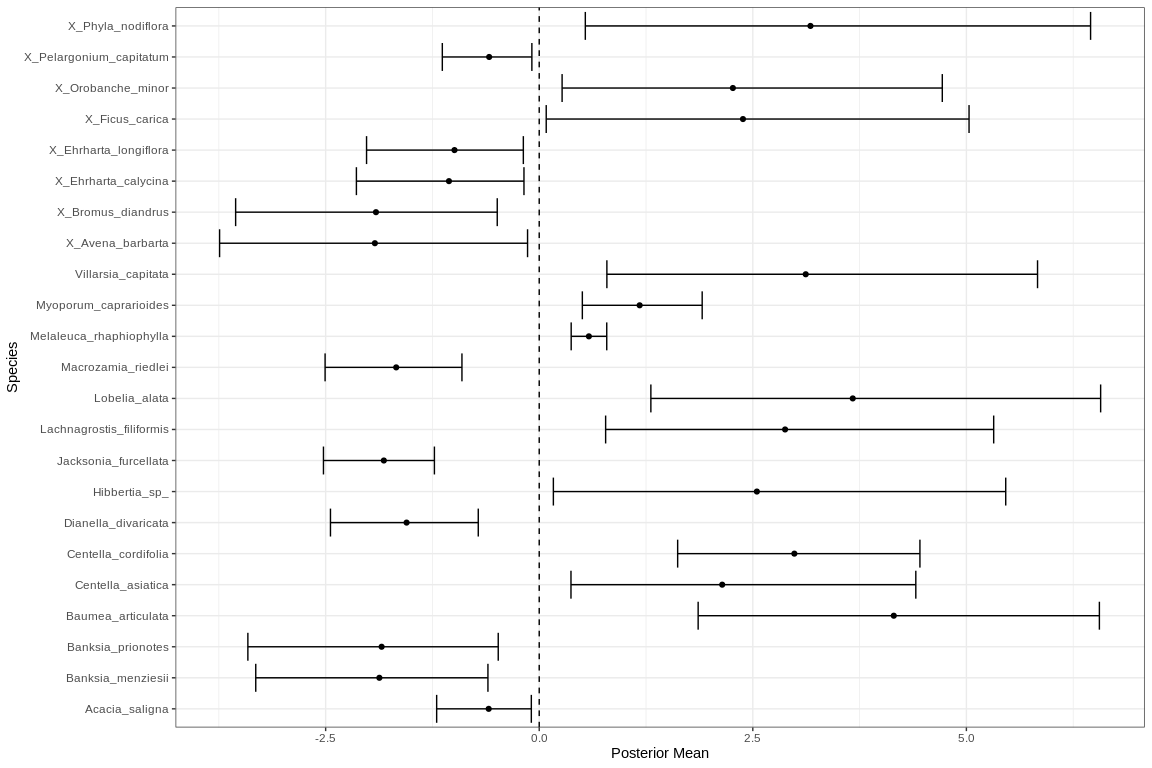 X_Phyla_nodiflora
X_Pelargonium_capitatum
X_Orobanche_minor
X_Ficus_carica
X_Ehrharta_longiflora
X_Ehrharta_calycina
X_Bromus_diandrus
X_Avena_barbarta
Villarsia_capitata
Myoporum_caprarioides
Melaleuca_rhaphiophylla
Macrozamia_riedlei
Lobelia_alata
Lachnagrostis_filiformis
Jacksonia_furcellata
Hibbertia_sp_
Dianella_divaricata
Centella_cordifolia
Centella_asiatica
Baumea_articulata
Banksia_prionotes
Banksia_menziesii
Acacia_saligna
Species
-2.5 0.0 2.5 5.0
Posterior Mean